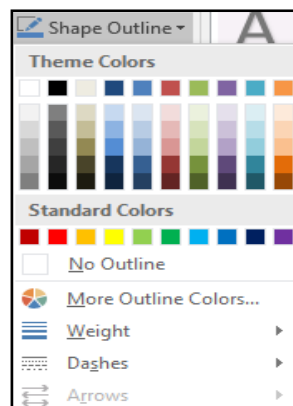 Shape Outline
A
Theme Colors
Standard Colors
No Outline
More Outline Colors...
Weight
Dashes
Arrows